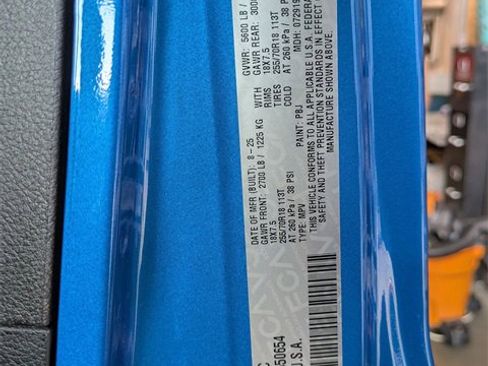 GVWR: 5600 LB /
DATE OF MFR (BUILT): 8-25 GAWR REAR: 300
GAWR FRONT: 2700 LB / 1225 KG WITH 18X7.5
18X7.5 RIMS 255/70R18 113T
255/70R18 113T TIRES AT 260 kPa / 38 P
AT 260 kPa / 38 PSI COLD
TYPE: MPV PAINT: PBJ MDH: 07291
THIS VEHICLE CONFORMS TO ALL APPLICABLE U.S.A. FEDERA
SAFETY AND THEFT PREVENTION STANDARDS IN EFFECT
MANUFACTURE SHOWN ABOVE.
50654
U.S.A.